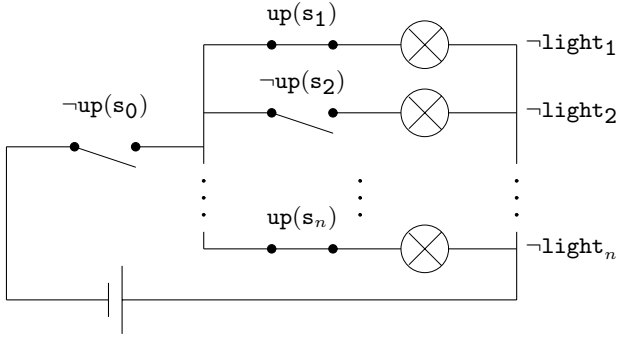 up(s₁)
¬light₁
¬up(s₂)
¬light₂
¬up(s₀)
up(sₙ)
¬lightₙ